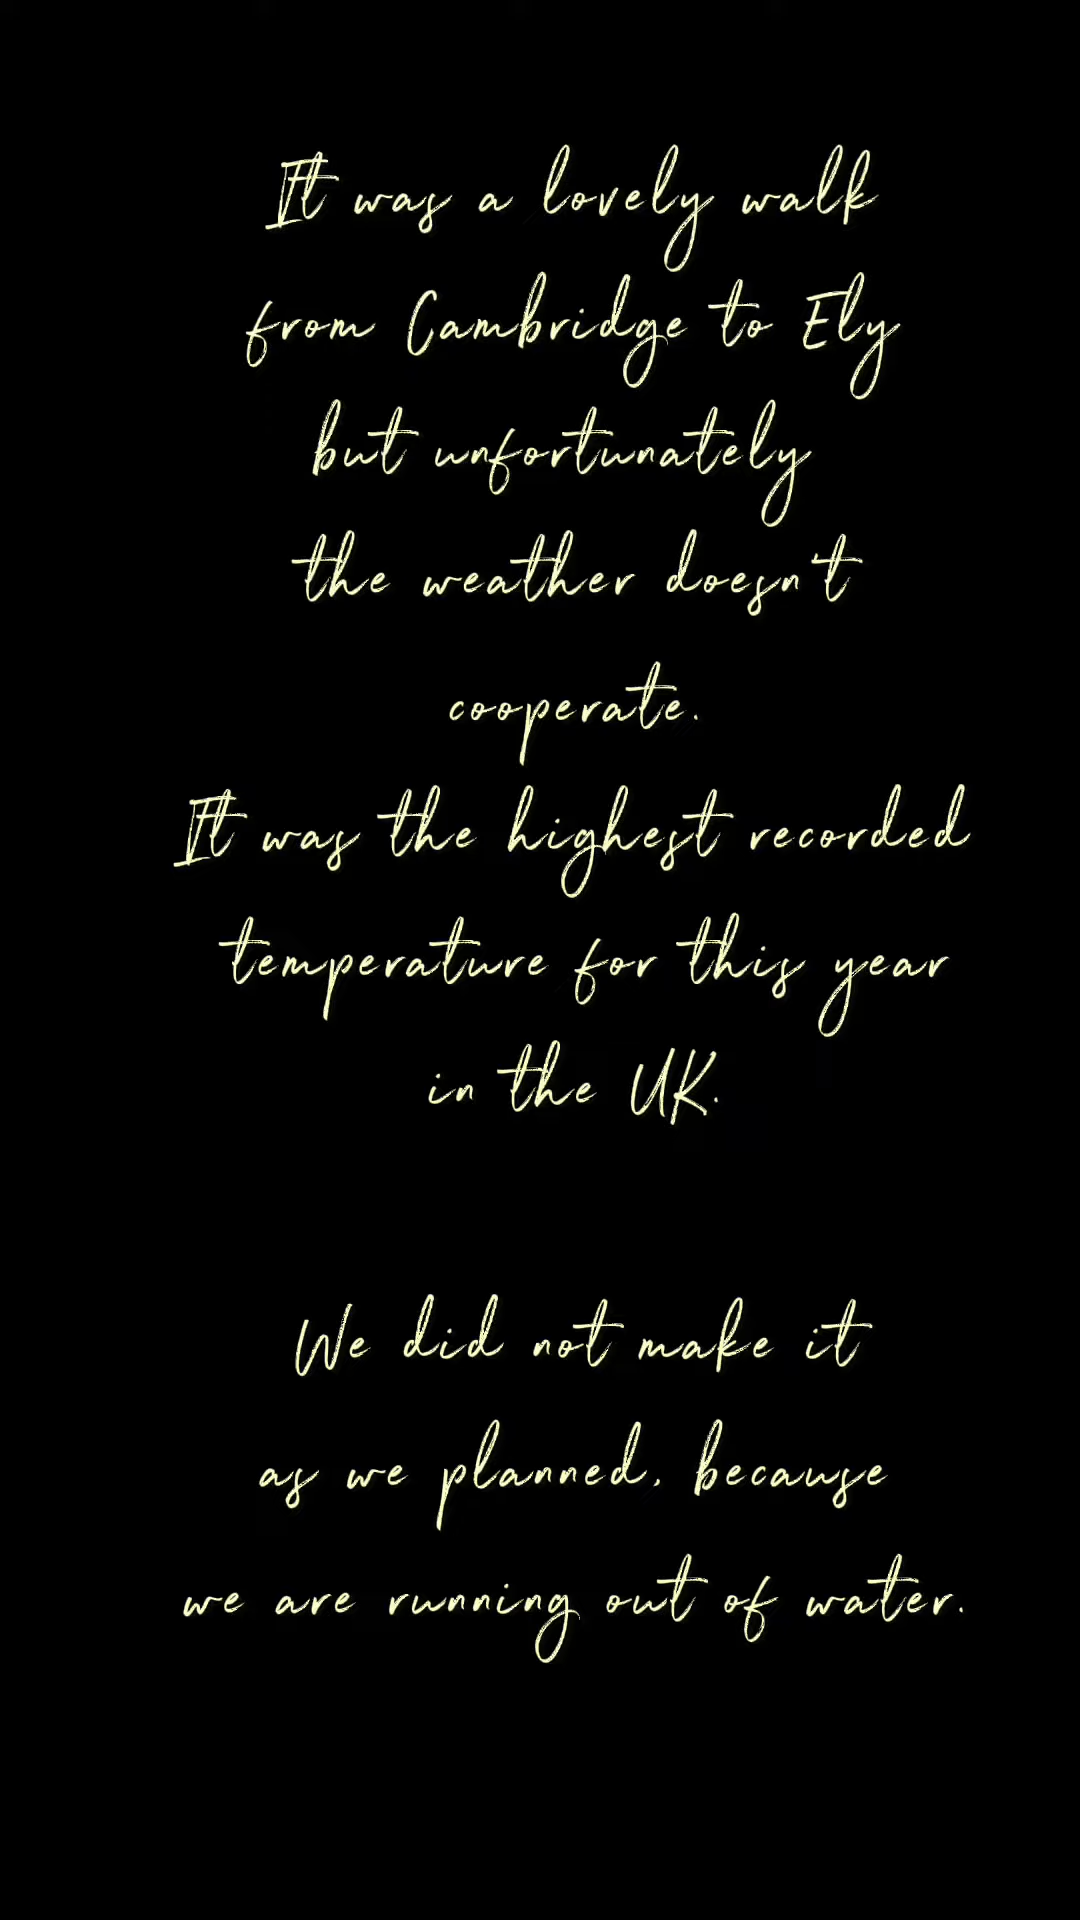 It was a lovely walk
from Cambridge to Ely
but unfortunately
the weather doesn't
cooperate.
It was the highest recorded
temperature for this year
in the UK.
We did not make it
as we planned, because
we are running out of water.